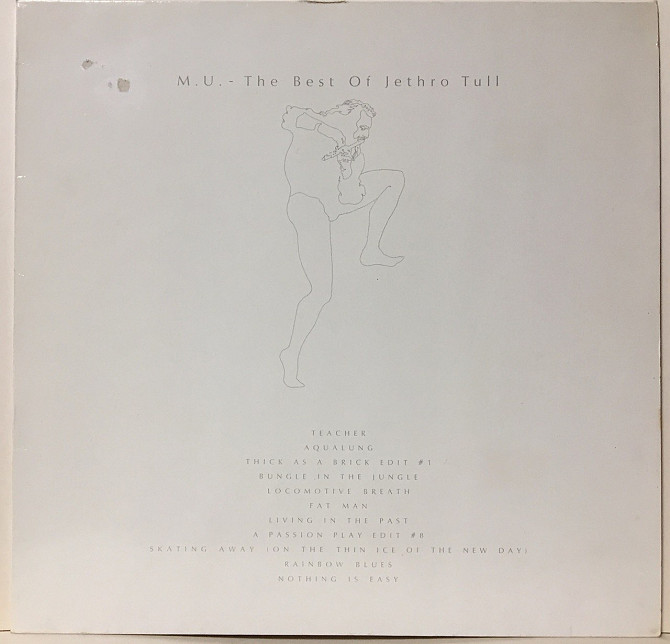 M.U. - The Best Of Jethro Tull
TEACHER
AQUALUNG
THICK AS A BRICK EDIT #1
BUNGLE IN THE JUNGLE
LOCOMOTIVE BREATH
FAT MAN
LIVING IN THE PAST
A PASSION PLAY EDIT #8
SKATING AWAY (ON THE THIN ICE OF THE NEW DAY)
RAINBOW BLUES
NOTHING IS EASY